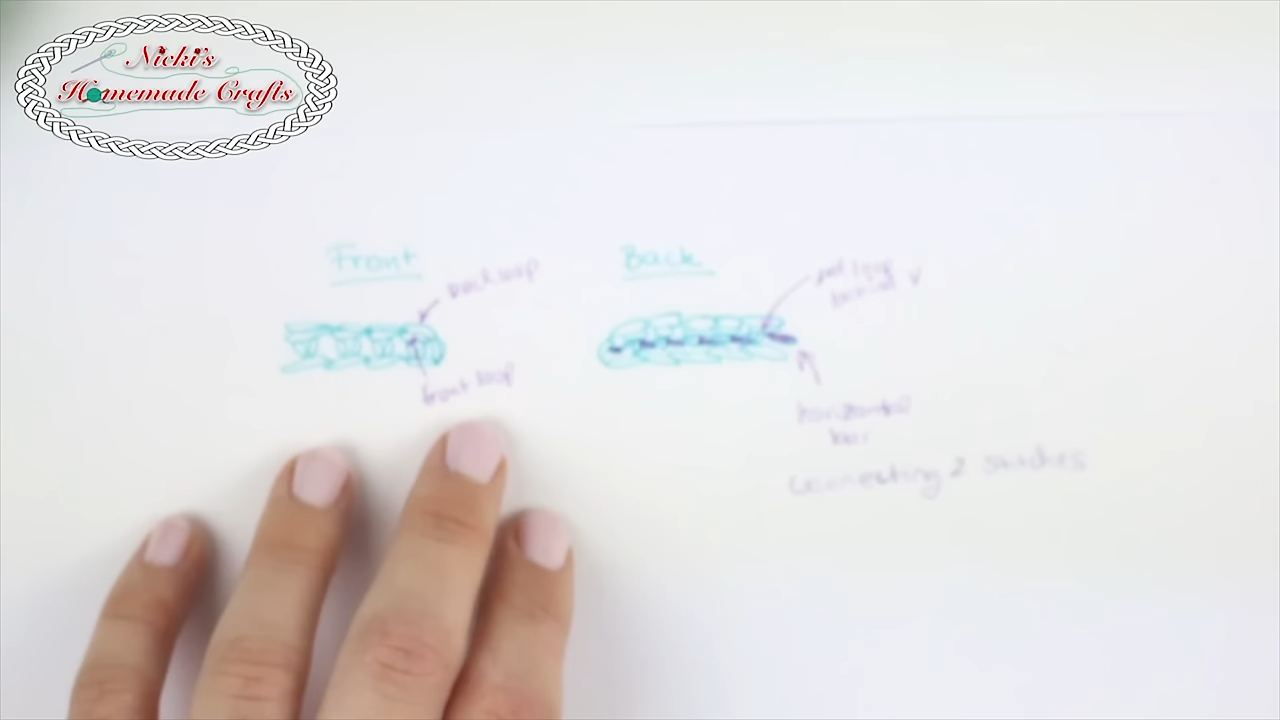 Nicki's
Homemade Crafts
Front
Back
back loop
front loop
horizontal
bar
connecting 2 stitches